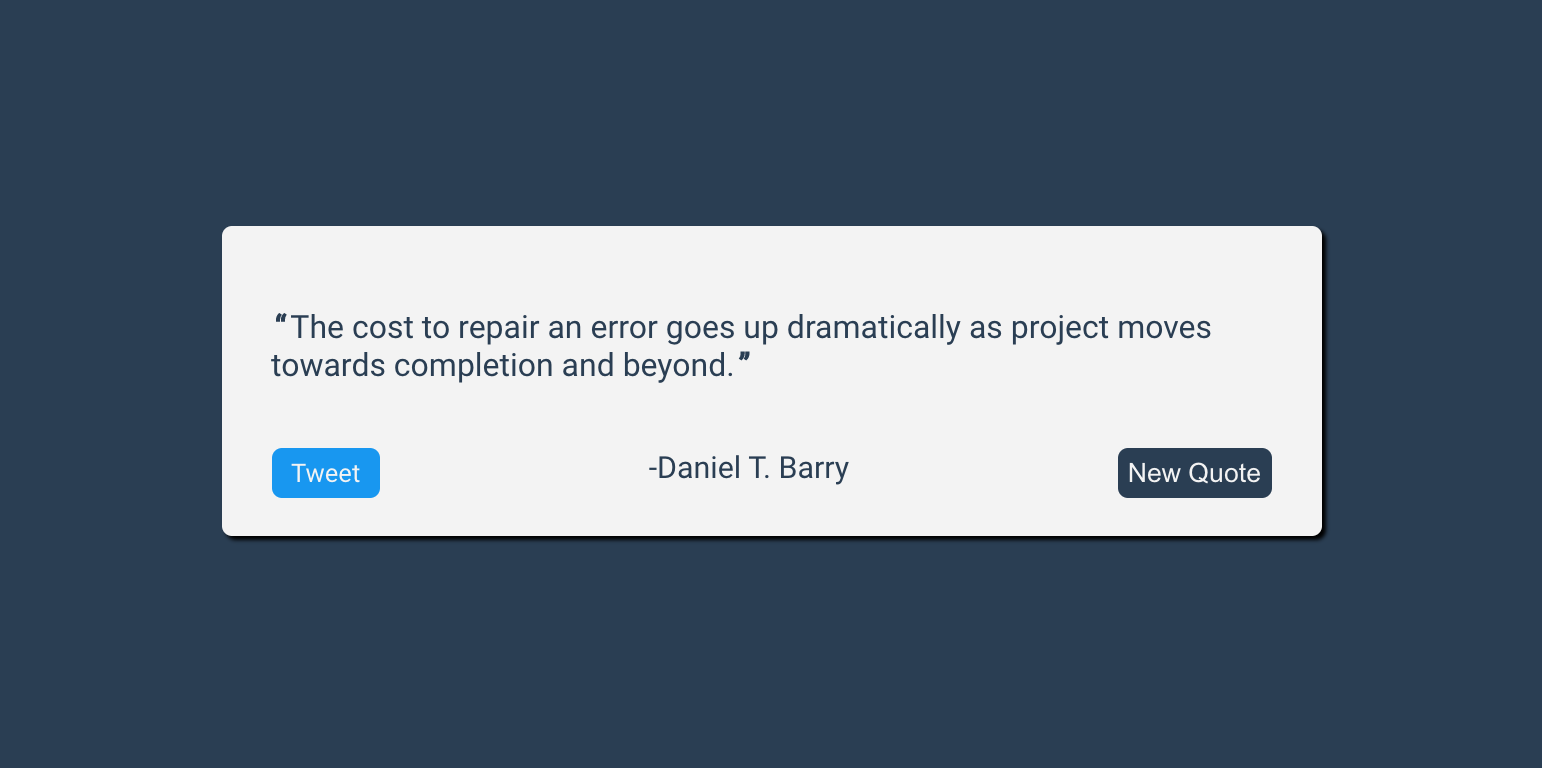 “The cost to repair an error goes up dramatically as project moves
towards completion and beyond.”
Tweet
-Daniel T. Barry
New Quote